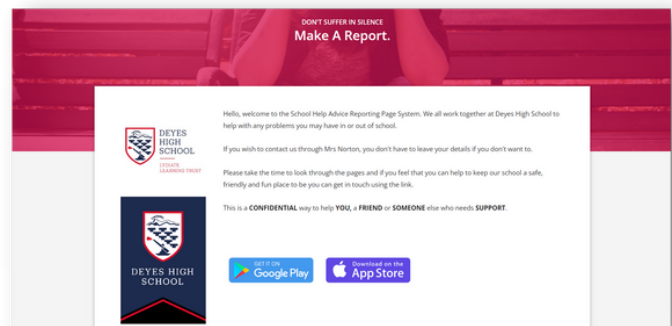 DON'T SUFFER IN SILENCE
Make A Report.
DEYES
HIGH
SCHOOL
LYDIATE
LEARNING TRUST
Hello, welcome to the School Help Advice Reporting Page System. We all work together at Deyes High School to
help with any problems you may have in or out of school.
If you wish to contact us through Mrs Norton, you don't have to leave your details if you don't want to.
Please take the time to look through the pages and if you feel that you can help to keep our school a safe,
friendly and fun place to be you can get in touch using the link.
This is a CONFIDENTIAL way to help YOU, a FRIEND or SOMEONE else who needs SUPPORT.
DEYES HIGH
SCHOOL
GET IT ON
Google Play
Download on the
App Store